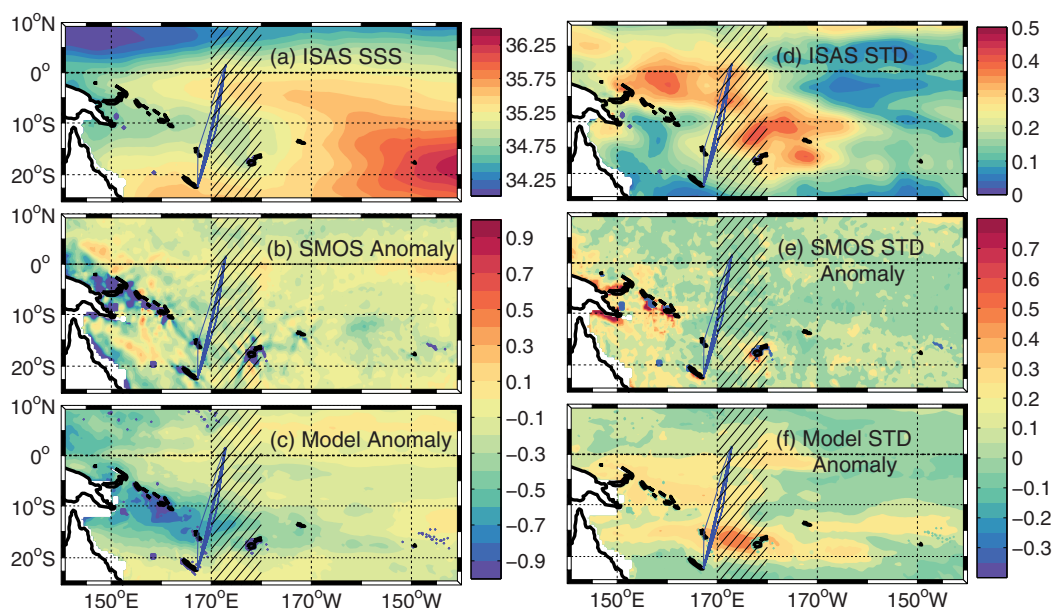 10°N
0°
10°S
20°S
(a) ISAS SSS
36.25
35.75
35.25
34.75
34.25
(d) ISAS STD
0.5
0.4
0.3
0.2
0.1
0
10°N
0°
10°S
20°S
(b) SMOS Anomaly
0.9
0.7
0.5
0.3
0.1
−0.1
−0.3
−0.5
−0.7
−0.9
(e) SMOS STD
Anomaly
0.7
0.6
0.5
0.4
0.3
0.2
0.1
0
−0.1
−0.2
−0.3
10°N
0°
10°S
20°S
(c) Model Anomaly
(f) Model STD
Anomaly
150°E 170°E 170°W 150°W
150°E 170°E 170°W 150°W